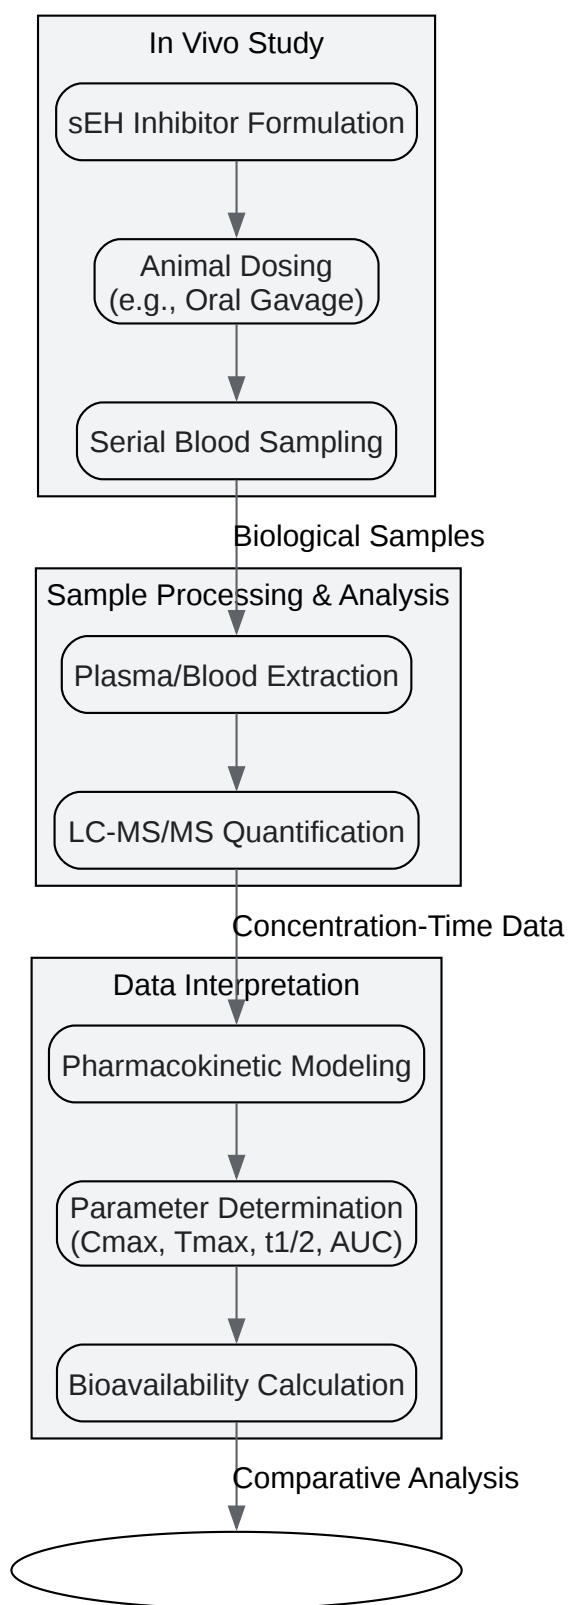 In Vivo Study
sEH Inhibitor Formulation
Animal Dosing
(e.g., Oral Gavage)
Serial Blood Sampling
Biological Samples
Sample Processing & Analysis
Plasma/Blood Extraction
LC-MS/MS Quantification
Concentration-Time Data
Data Interpretation
Pharmacokinetic Modeling
Parameter Determination
(Cmax, Tmax, t1/2, AUC)
Bioavailability Calculation
Comparative Analysis